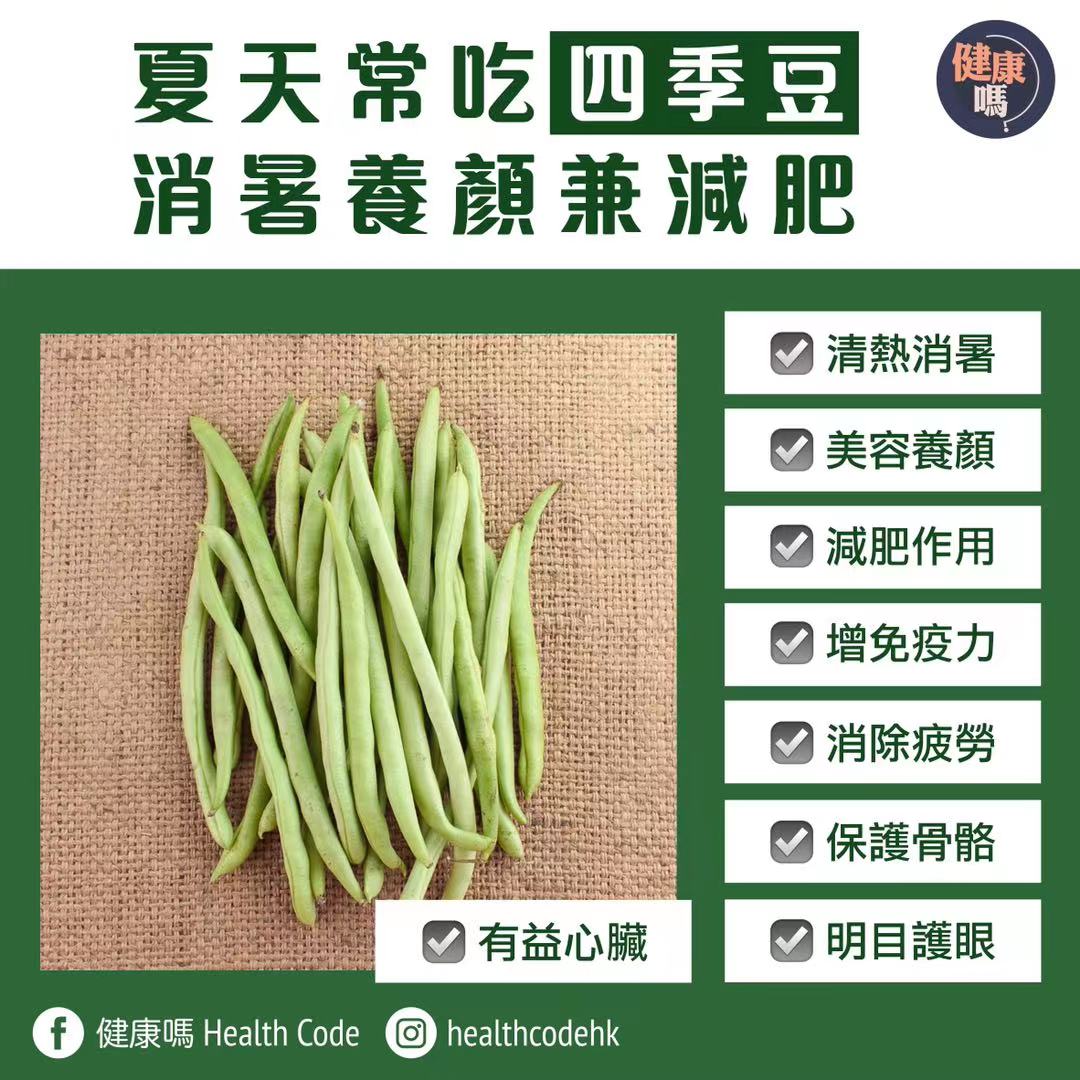 夏天常吃四季豆
消暑養顏兼減肥
健康
嗎
清熱消暑
美容養顏
減肥作用
增免疫力
消除疲勞
保護骨骼
明目護眼
有益心臟
健康嗎 Health Code
healthcodehk